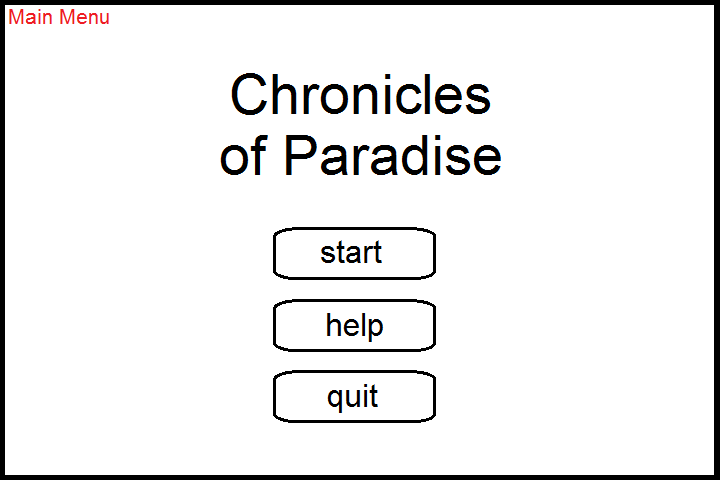 Main Menu
Chronicles
of Paradise
start
help
quit